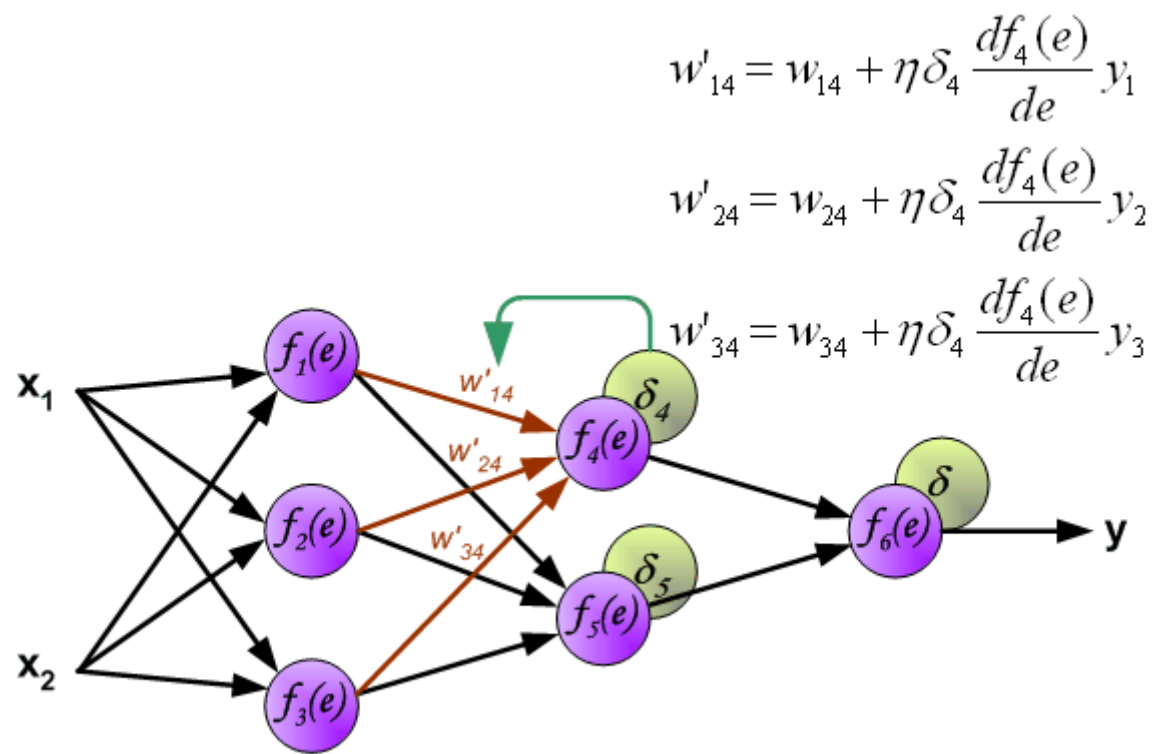 w'₁₄ = w₁₄ + ηδ₄ df₄(e)/de y₁
w'₂₄ = w₂₄ + ηδ₄ df₄(e)/de y₂
w'₃₄ = w₃₄ + ηδ₄ df₄(e)/de y₃
x₁
x₂
f₁(e)
f₂(e)
f₃(e)
w'₁₄
w'₂₄
w'₃₄
δ₄
f₄(e)
δ₅
f₅(e)
δ
f₆(e)
y